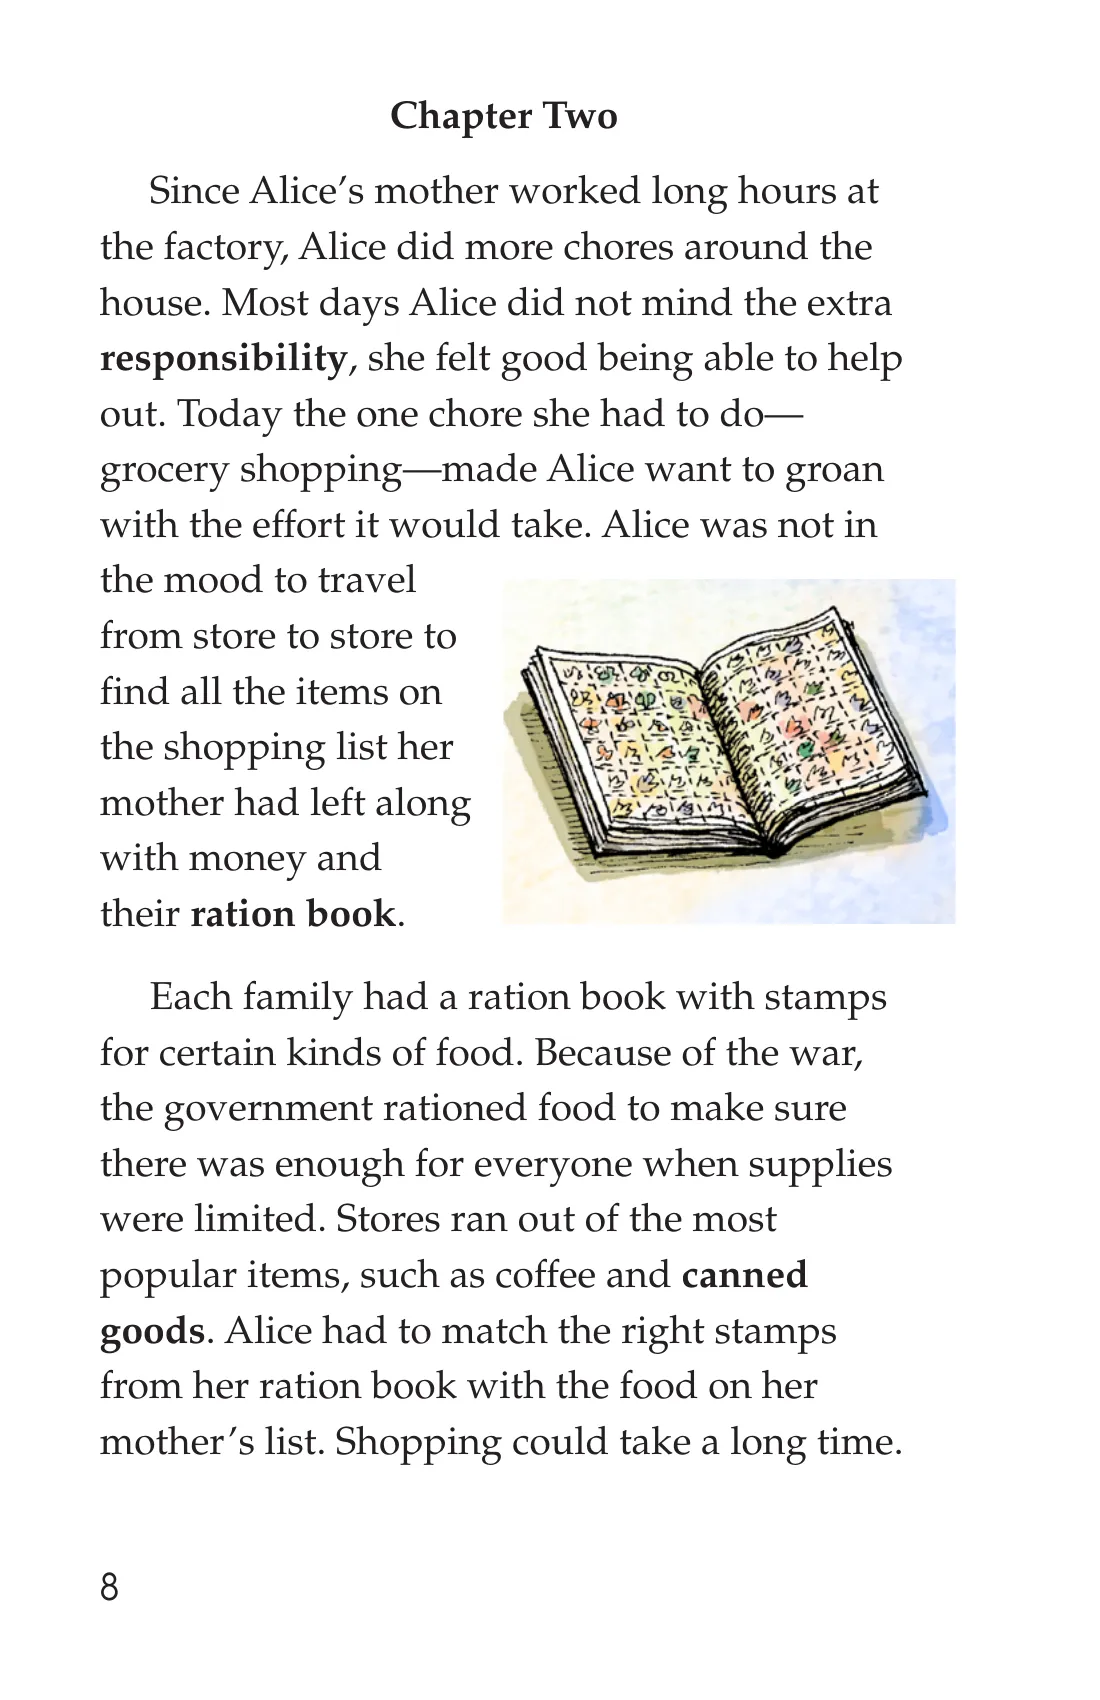 Chapter Two
Since Alice’s mother worked long hours at
the factory, Alice did more chores around the
house. Most days Alice did not mind the extra
responsibility, she felt good being able to help
out. Today the one chore she had to do—
grocery shopping—made Alice want to groan
with the effort it would take. Alice was not in
the mood to travel
from store to store to
find all the items on
the shopping list her
mother had left along
with money and
their ration book.
Each family had a ration book with stamps
for certain kinds of food. Because of the war,
the government rationed food to make sure
there was enough for everyone when supplies
were limited. Stores ran out of the most
popular items, such as coffee and canned
goods. Alice had to match the right stamps
from her ration book with the food on her
mother’s list. Shopping could take a long time.
8